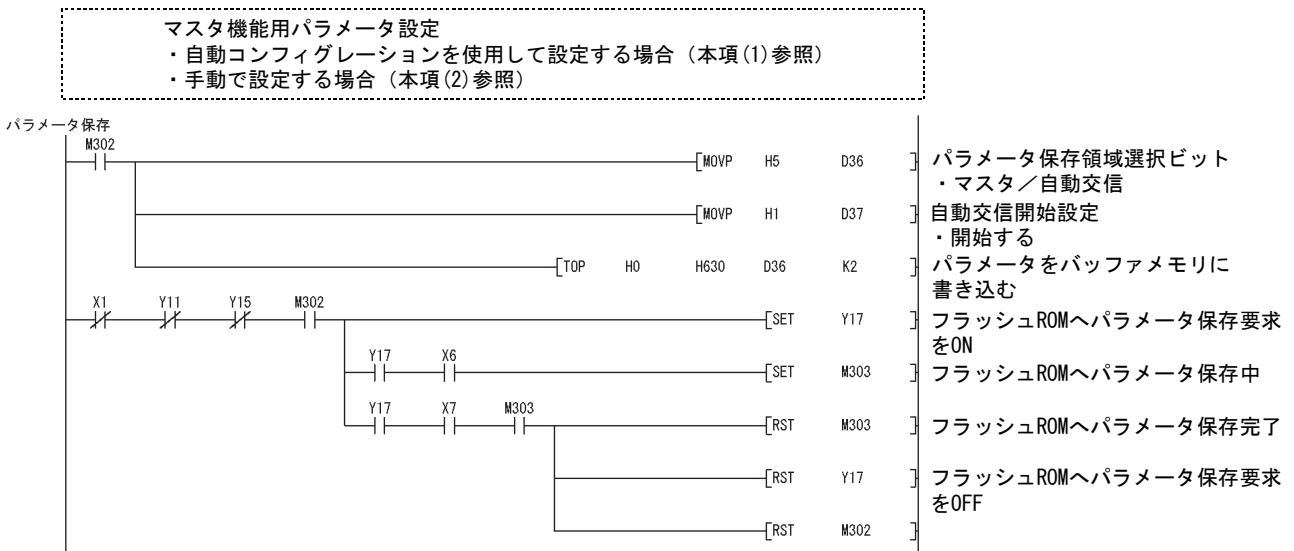 マスタ機能用パラメータ設定
・自動コンフィグレーションを使用して設定する場合（本項(1)参照）
・手動で設定する場合（本項(2)参照）
パラメータ保存
M302
MOVP H5 D36
パラメータ保存領域選択ビット
・マスタ／自動交信
MOVP H1 D37
自動交信開始設定
・開始する
TOP H0 H630 D36 K2
パラメータをバッファメモリに
書き込む
X1 Y11 Y15 M302
SET Y17
フラッシュROMへパラメータ保存要求
をON
Y17 X6
SET M303
フラッシュROMへパラメータ保存中
Y17 X7 M303
RST M303
フラッシュROMへパラメータ保存完了
RST Y17
フラッシュROMへパラメータ保存要求
をOFF
RST M302